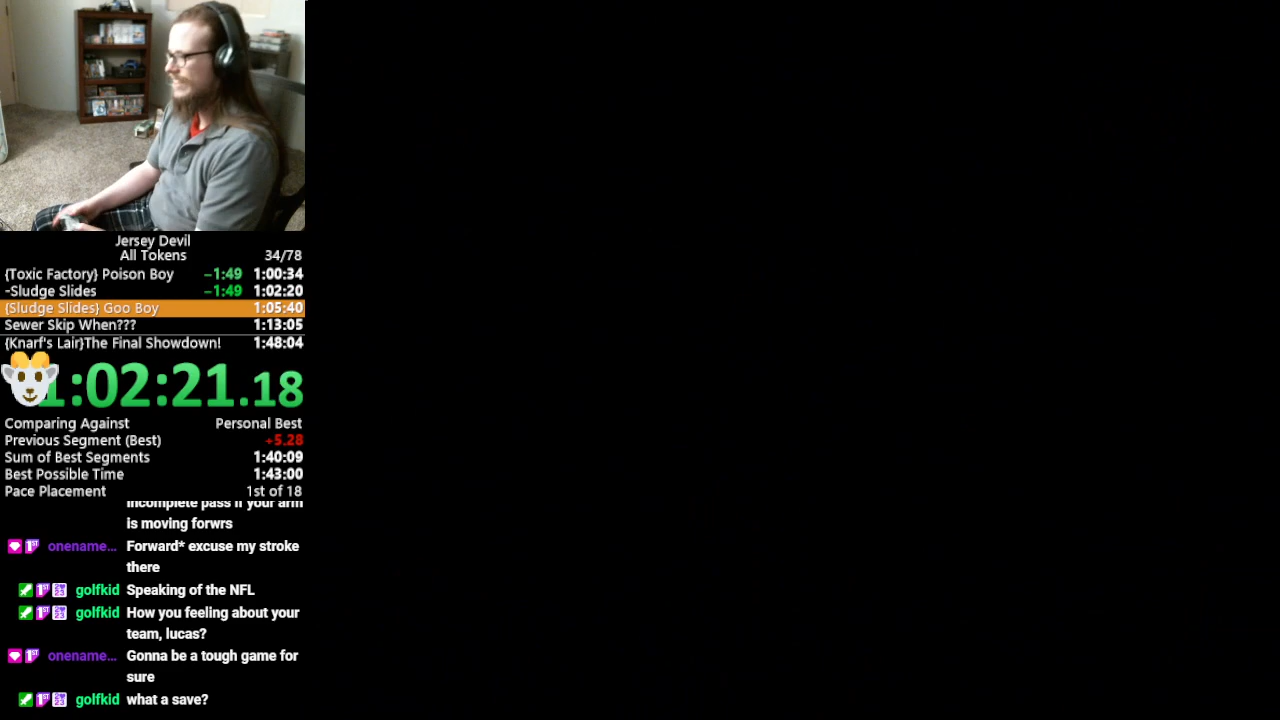 Jersey Devil
All Tokens 34/78
{Toxic Factory} Poison Boy −1:49 1:00:34
-Sludge Slides −1:49 1:02:20
{Sludge Slides} Goo Boy 1:05:40
Sewer Skip When??? 1:13:05
{Knarf's Lair}The Final Showdown! 1:48:04
1:02:21.18
Comparing Against Personal Best
Previous Segment (Best) +5.28
Sum of Best Segments 1:40:09
Best Possible Time 1:43:00
Pace Placement 1st of 18
incomplete pass if your arm
is moving forwrs
onename... Forward* excuse my stroke
there
golfkid Speaking of the NFL
golfkid How you feeling about your
team, lucas?
onename... Gonna be a tough game for
sure
golfkid what a save?